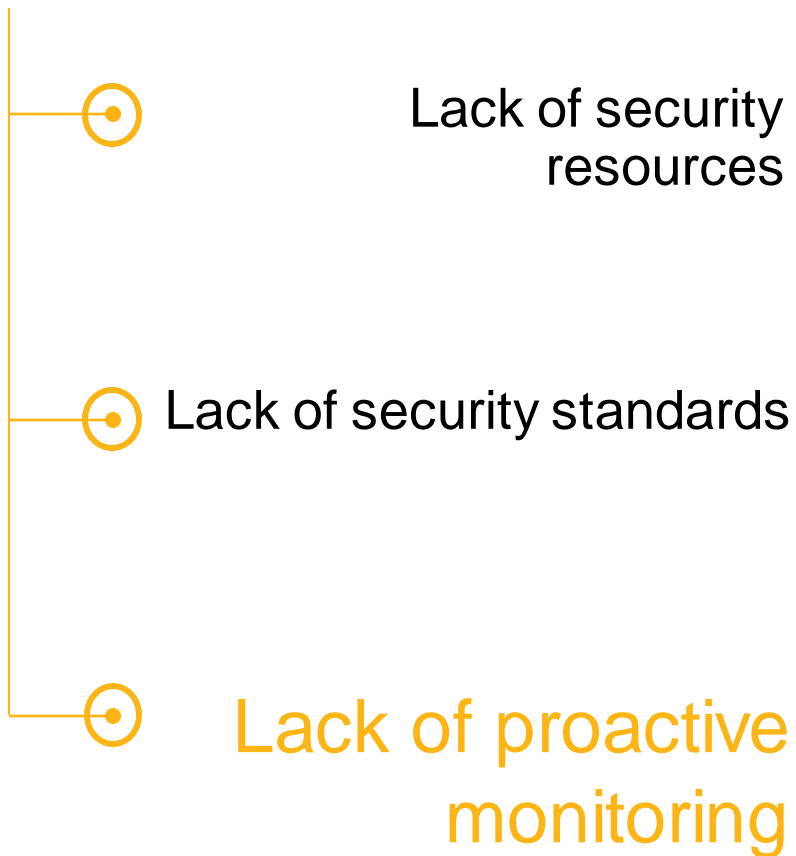 Lack of security
resources
Lack of security standards
Lack of proactive
monitoring